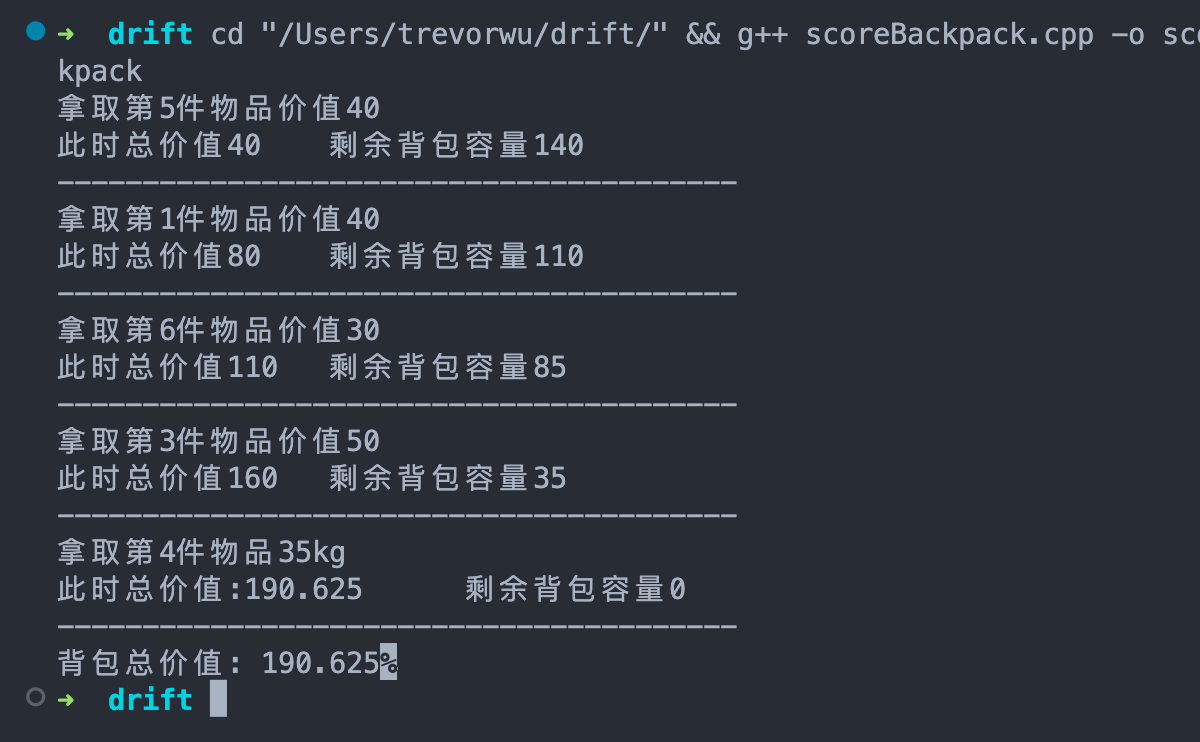 ➜  drift cd "/Users/trevorwu/drift/" && g++ scoreBackpack.cpp -o sco
kpack
拿取第5件物品价值40
此时总价值40    剩余背包容量140
----------------------------------------
拿取第1件物品价值40
此时总价值80    剩余背包容量110
----------------------------------------
拿取第6件物品价值30
此时总价值110   剩余背包容量85
----------------------------------------
拿取第3件物品价值50
此时总价值160   剩余背包容量35
----------------------------------------
拿取第4件物品35kg
此时总价值:190.625      剩余背包容量0
----------------------------------------
背包总价值: 190.625%
➜  drift